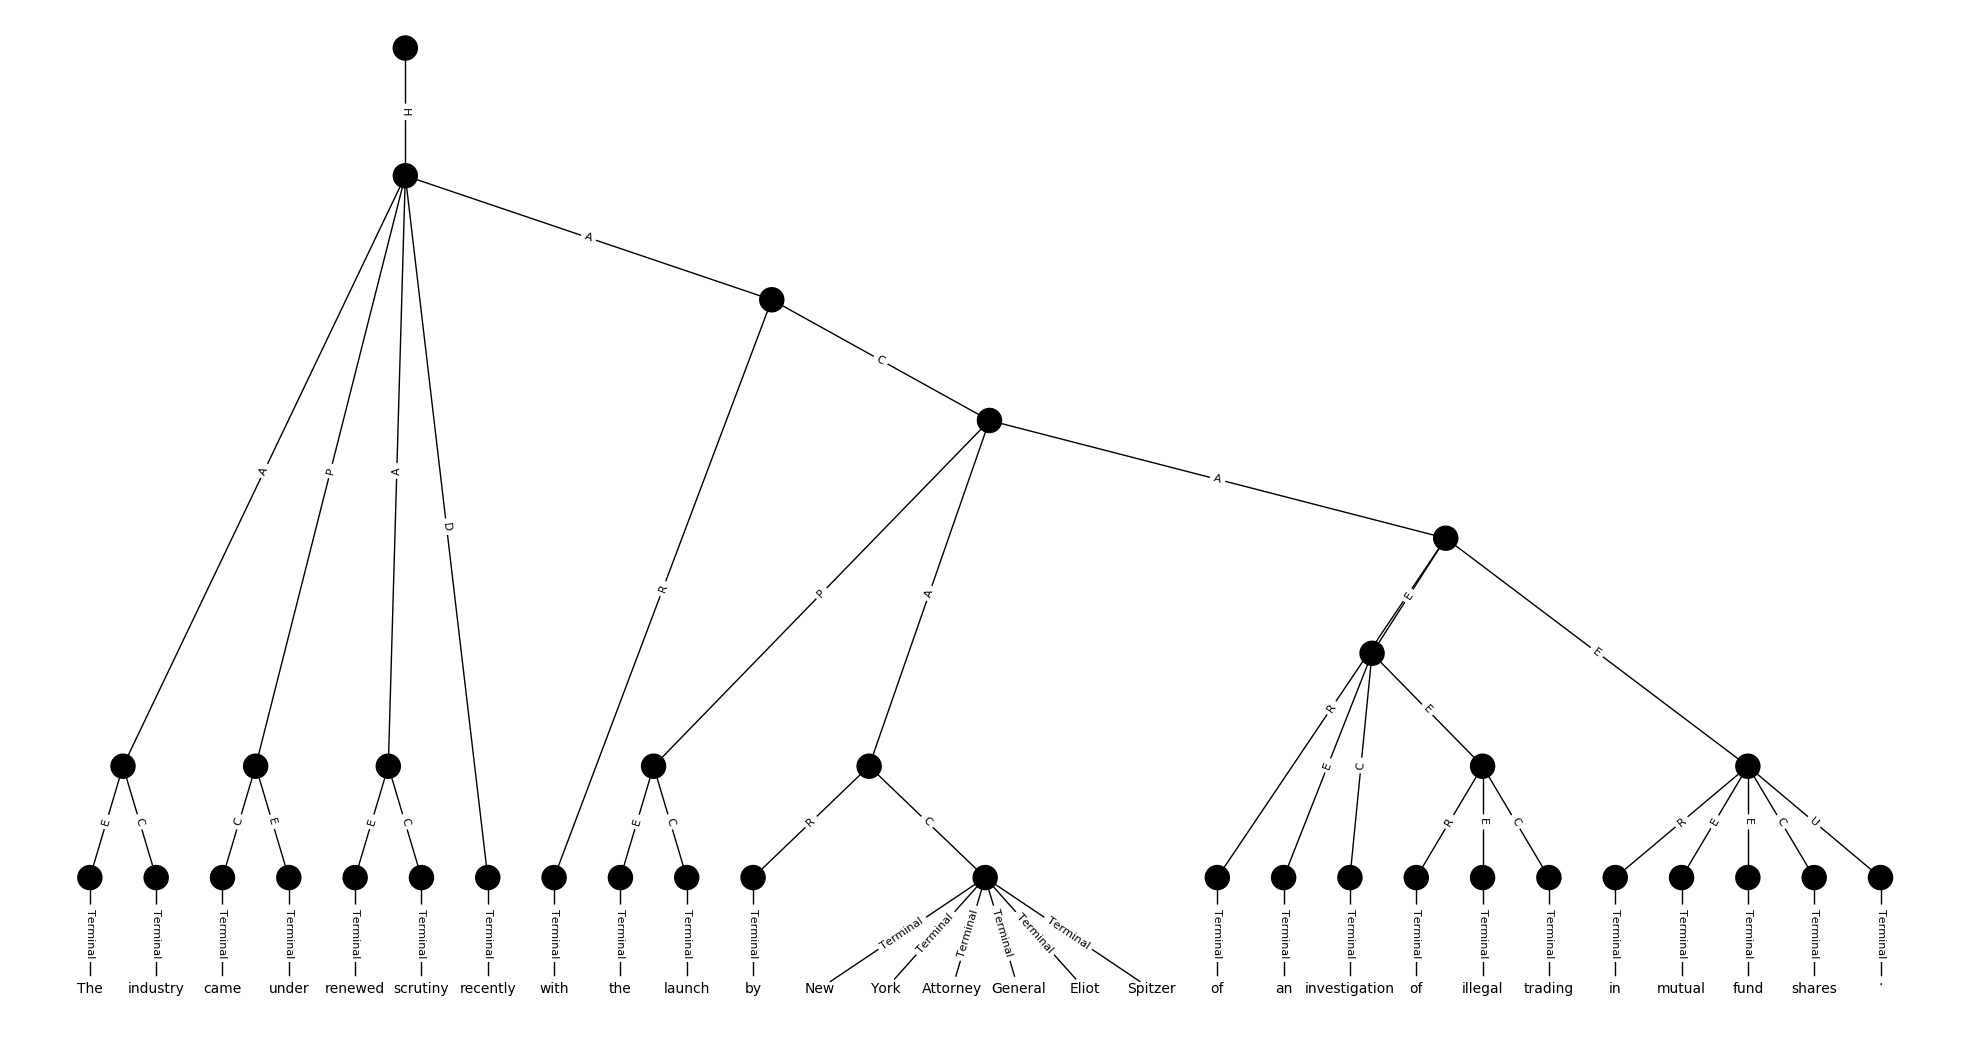 H
A
A
P
A
D
C
A
R
P
A
E
E
R
E
C
E
E C C E E C E C R C R E C R E E C U
Terminal Terminal Terminal Terminal Terminal Terminal Terminal Terminal Terminal Terminal Terminal Terminal Terminal Terminal Terminal Terminal Terminal Terminal Terminal Terminal Terminal Terminal Terminal Terminal Terminal Terminal Terminal Terminal
The industry came under renewed scrutiny recently with the launch by New York Attorney General Eliot Spitzer of an investigation of illegal trading in mutual fund shares .